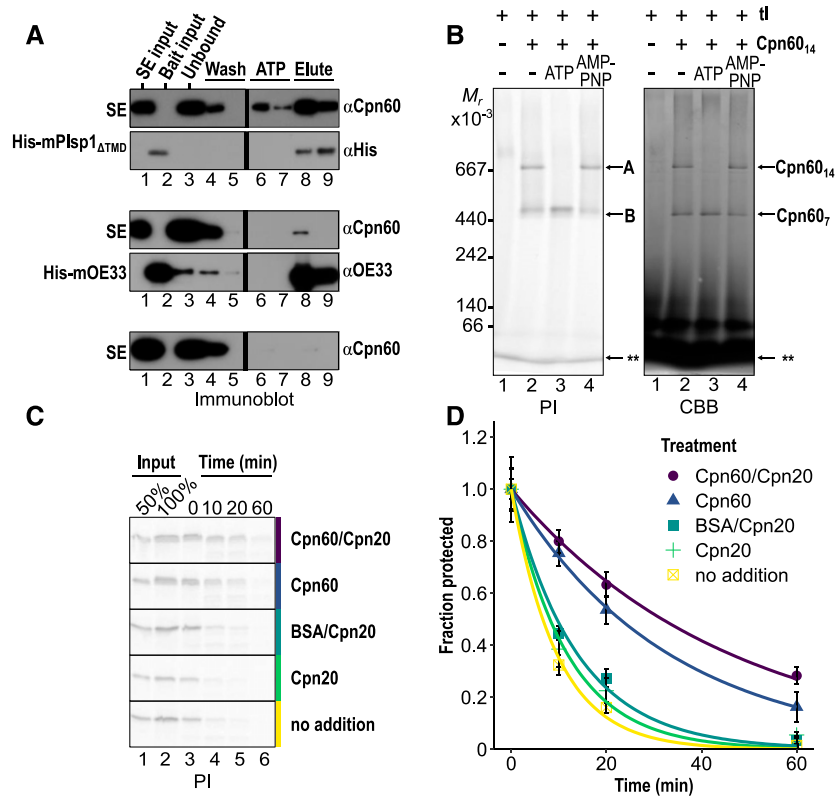 A
SE input
Bait input
Unbound
Wash
ATP
Elute
SE
αCpn60
His-mPlsp1ΔTMD
αHis
1 2 3 4 5 6 7 8 9
SE
αCpn60
His-mOE33
αOE33
1 2 3 4 5 6 7 8 9
SE
αCpn60
1 2 3 4 5 6 7 8 9
Immunoblot
B
+ + + + + + + + tI
- + + + - + + + Cpn60₁₄
- - ATP AMP-PNP - - ATP AMP-PNP
Mr
x10⁻³
667
440
242
140
66
A
B
**
Cpn60₁₄
Cpn60₇
**
1 2 3 4 1 2 3 4
PI CBB
C
Input Time (min)
50% 100% 0 10 20 60
Cpn60/Cpn20
Cpn60
BSA/Cpn20
Cpn20
no addition
1 2 3 4 5 6
PI
D
Fraction protected
1.2
1.0
0.8
0.6
0.4
0.2
0
Treatment
Cpn60/Cpn20
Cpn60
BSA/Cpn20
Cpn20
no addition
0 20 40 60
Time (min)